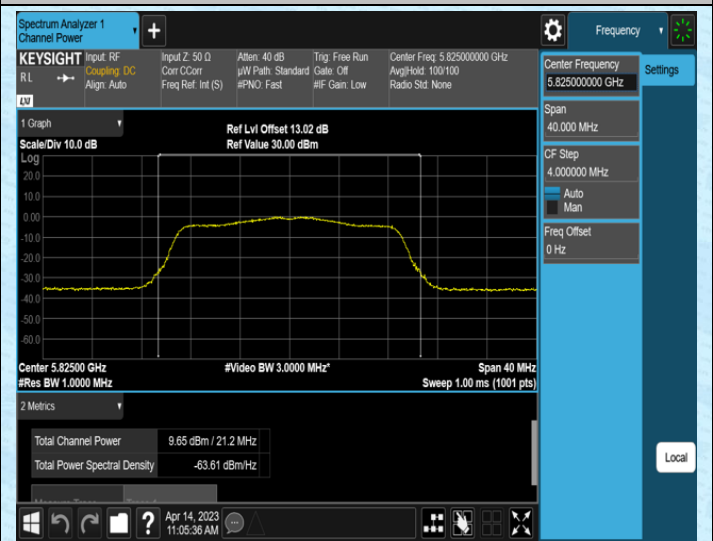 Spectrum Analyzer 1
Channel Power
+
Frequency
KEYSIGHT
RL
LXI
Input: RF
Coupling: DC
Align: Auto
Input Z: 50 Ω
Corr CCorr
Freq Ref: Int (S)
Atten: 40 dB
µW Path: Standard
#PNO: Fast
Trig: Free Run
Gate: Off
#IF Gain: Low
Center Freq: 5.825000000 GHz
Avg|Hold: 100/100
Radio Std: None
Center Frequency
5.825000000 GHz
Settings
Span
40.000 MHz
CF Step
4.000000 MHz
Auto
Man
Freq Offset
0 Hz
1 Graph
Scale/Div 10.0 dB
Ref Lvl Offset 13.02 dB
Ref Value 30.00 dBm
Log
20.0
10.0
0.00
-10.0
-20.0
-30.0
-40.0
-50.0
-60.0
Center 5.82500 GHz
#Res BW 1.0000 MHz
#Video BW 3.0000 MHz*
Span 40 MHz
Sweep 1.00 ms (1001 pts)
2 Metrics
Total Channel Power 9.65 dBm / 21.2 MHz
Total Power Spectral Density -63.61 dBm/Hz
Local
?
Apr 14, 2023
11:05:36 AM